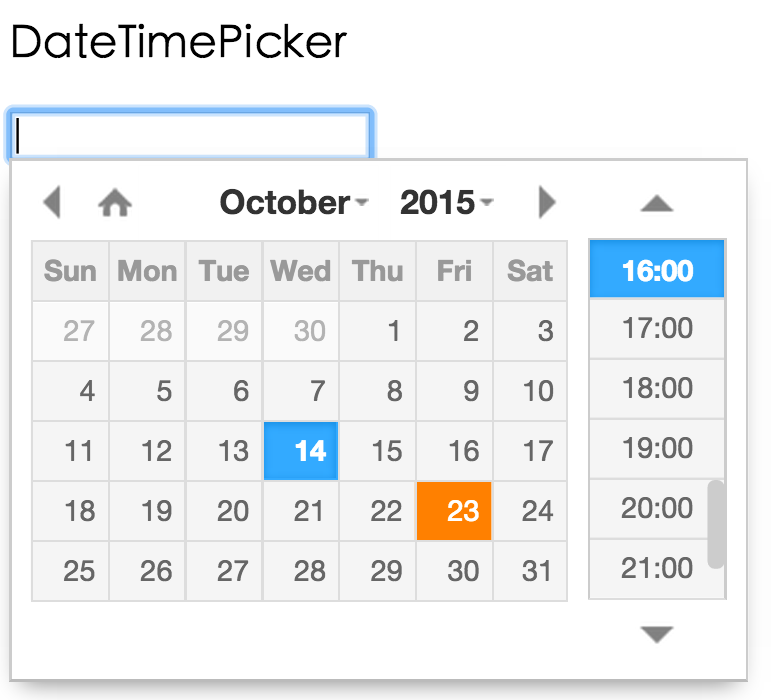 DateTimePicker
October 2015
Sun Mon Tue Wed Thu Fri Sat
27 28 29 30 1 2 3
4 5 6 7 8 9 10
11 12 13 14 15 16 17
18 19 20 21 22 23 24
25 26 27 28 29 30 31
16:00
17:00
18:00
19:00
20:00
21:00